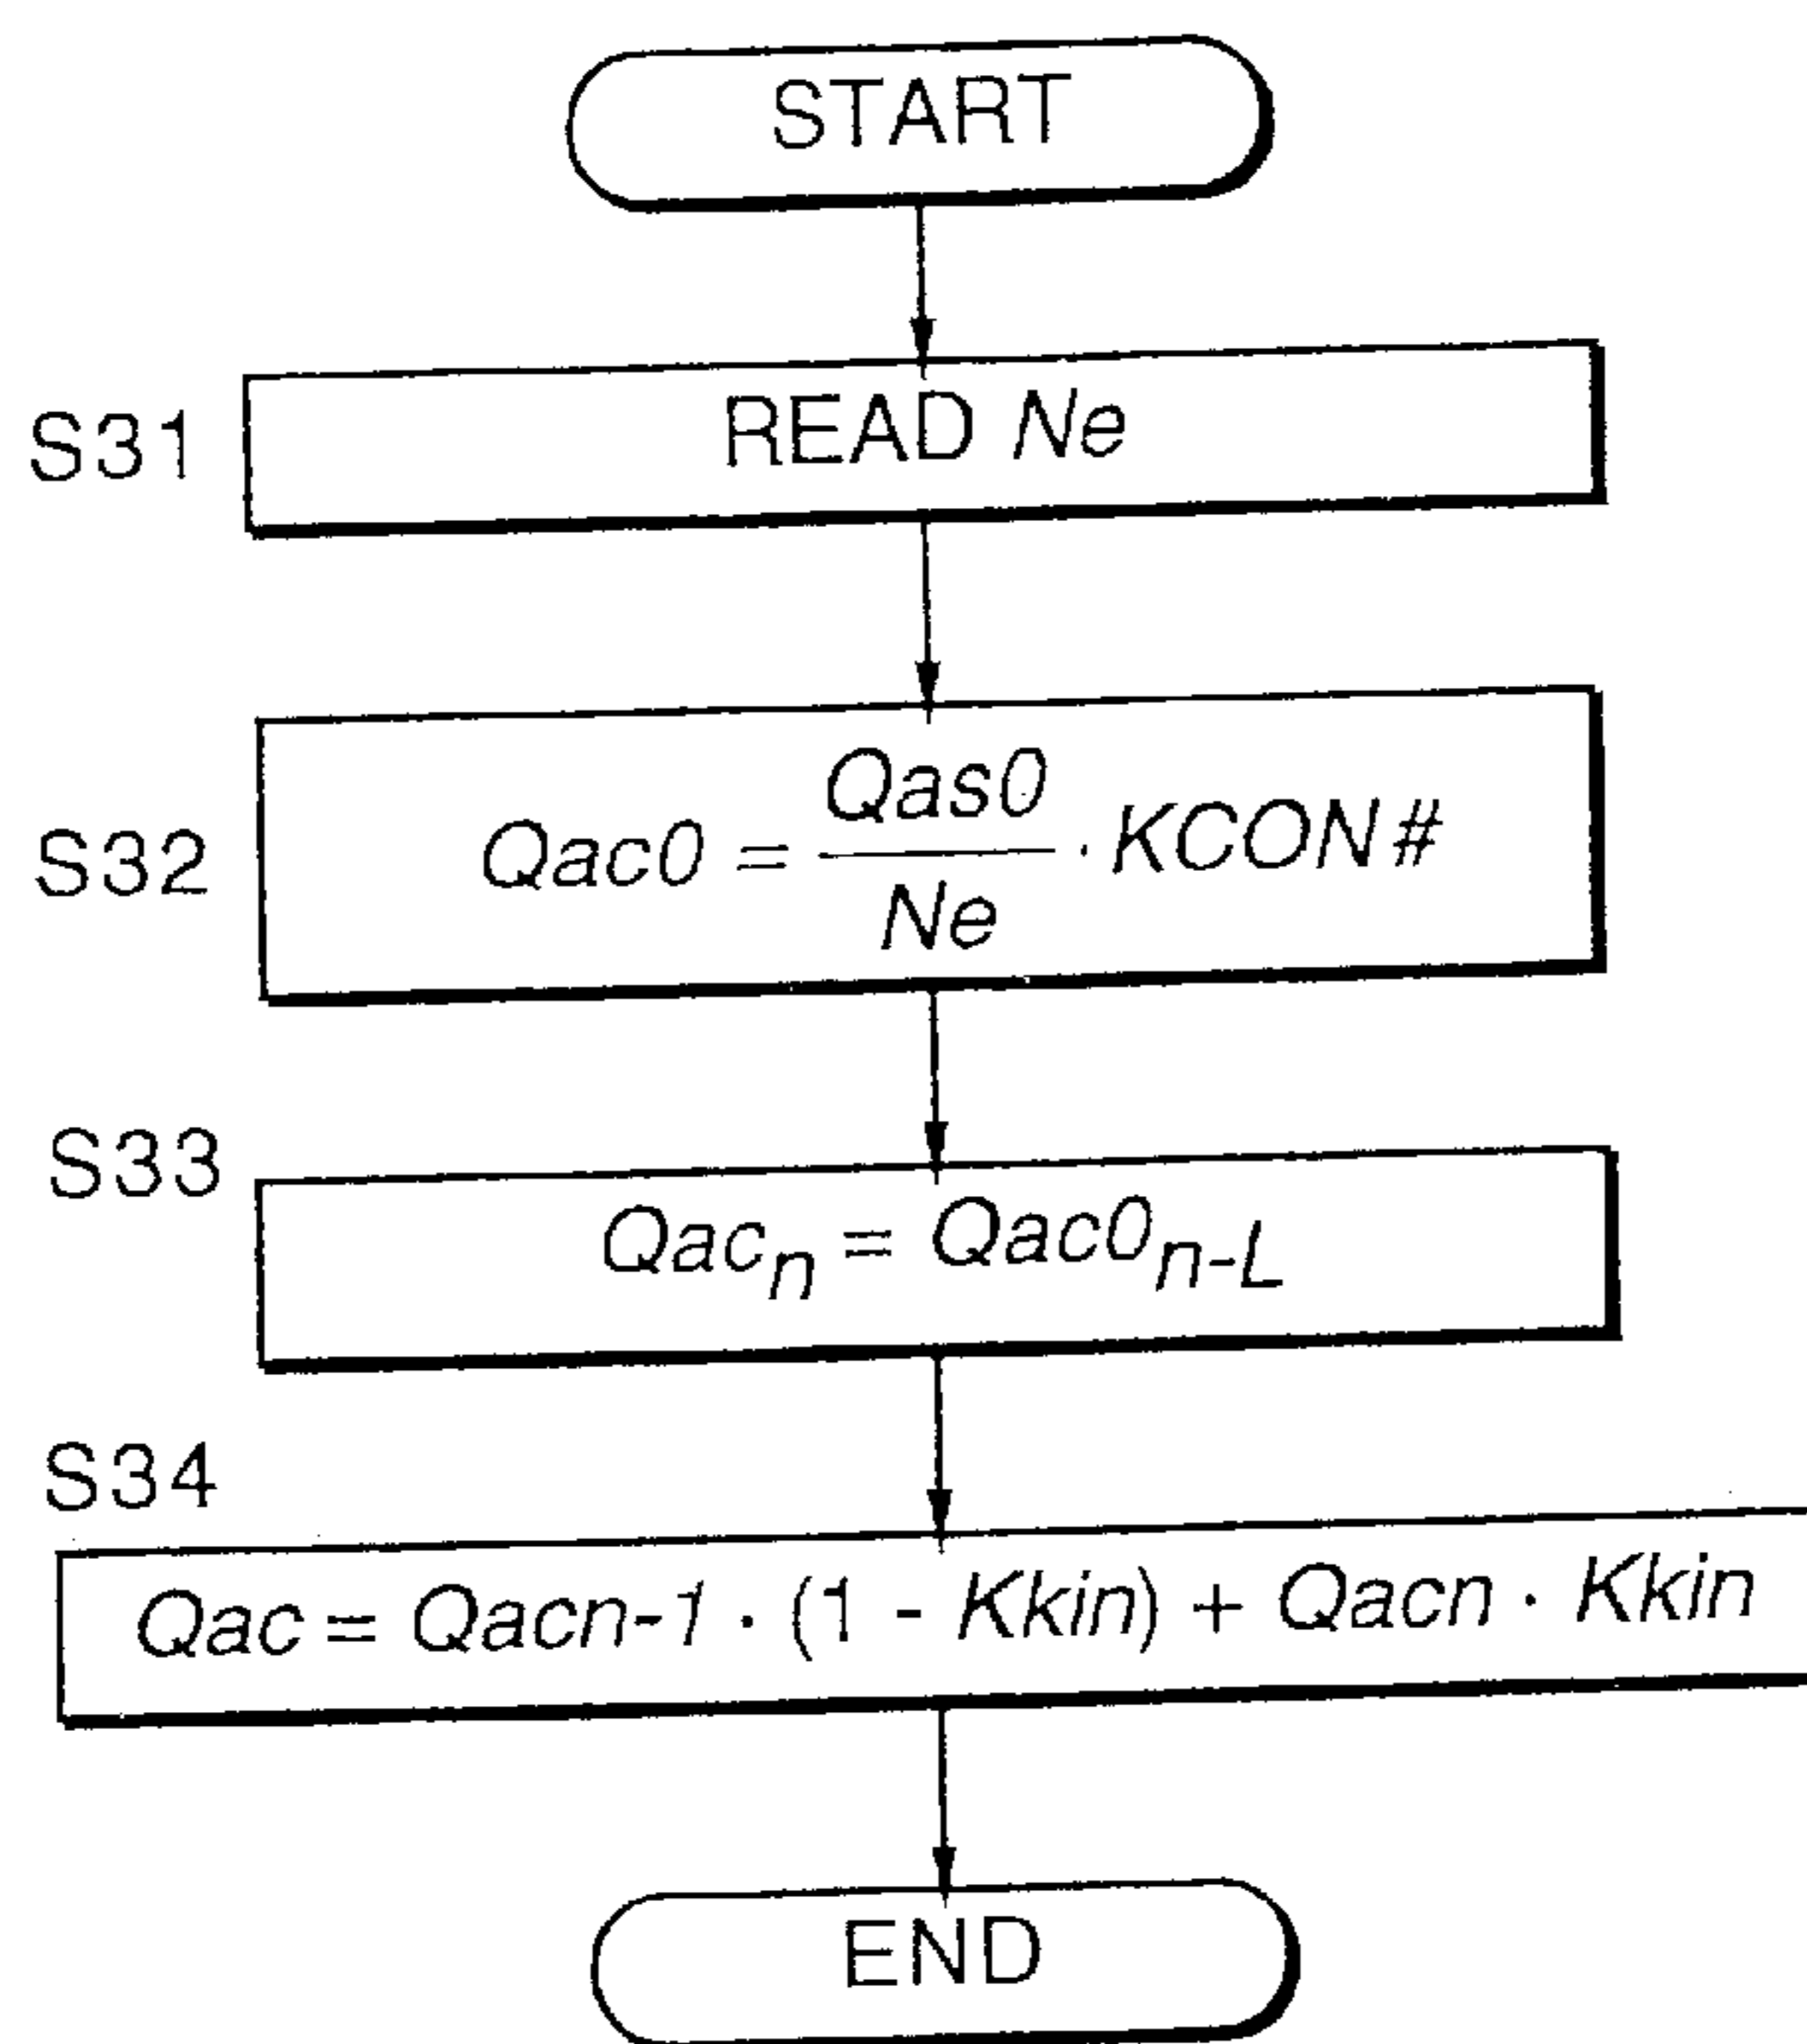 START
S31
READ Ne
S32
Qac0 = Qas0 / Ne · KCON#
S33
Qacn = Qac0n-L
S34
Qac = Qacn-1 · (1 - Kkin) + Qacn · Kkin
END